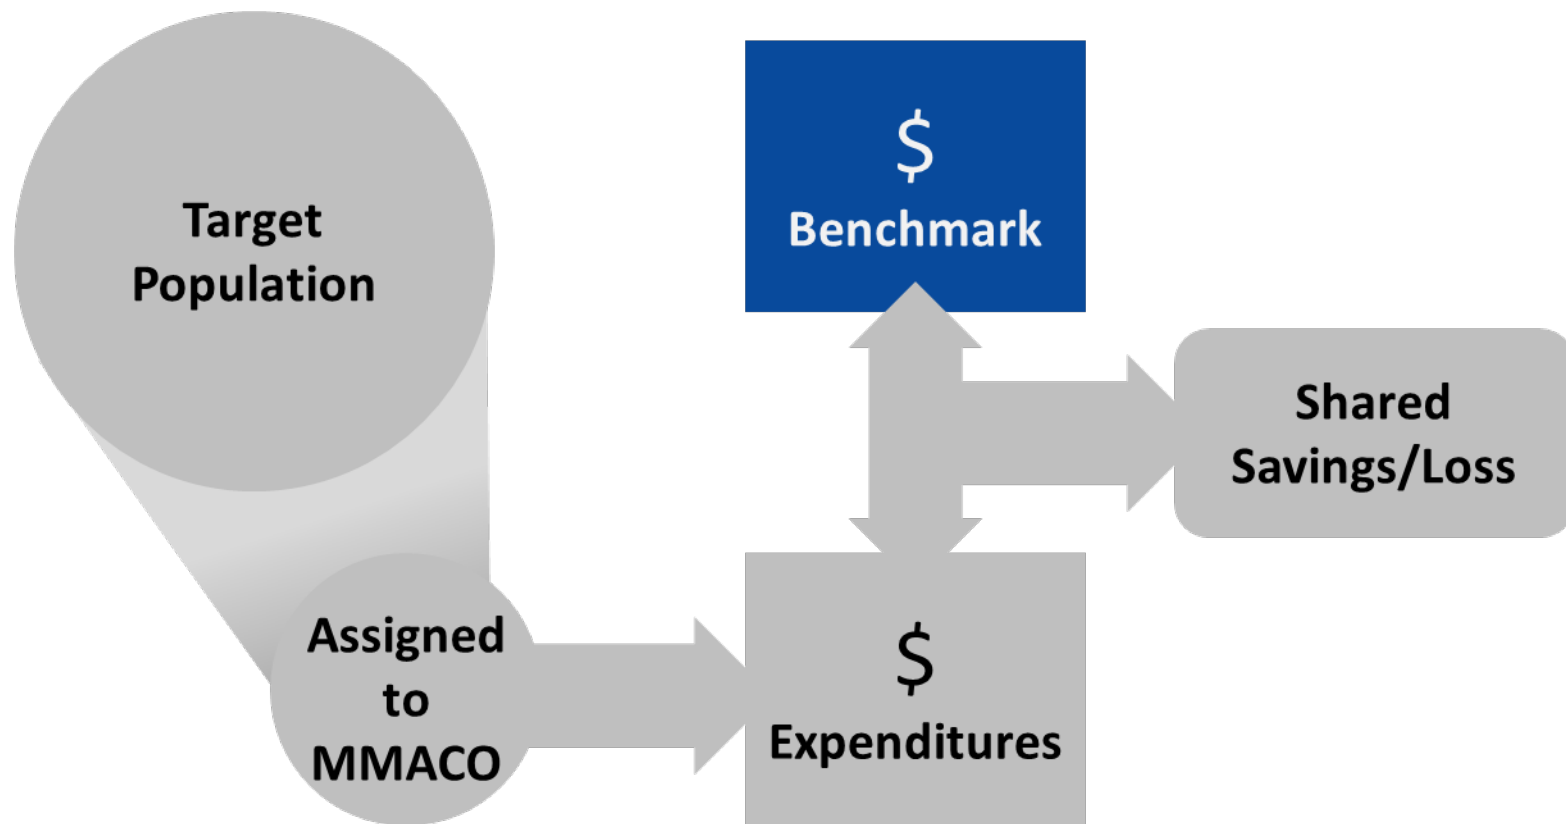 Target
Population
$
Benchmark
Shared
Savings/Loss
Assigned
to
MMACO
$
Expenditures